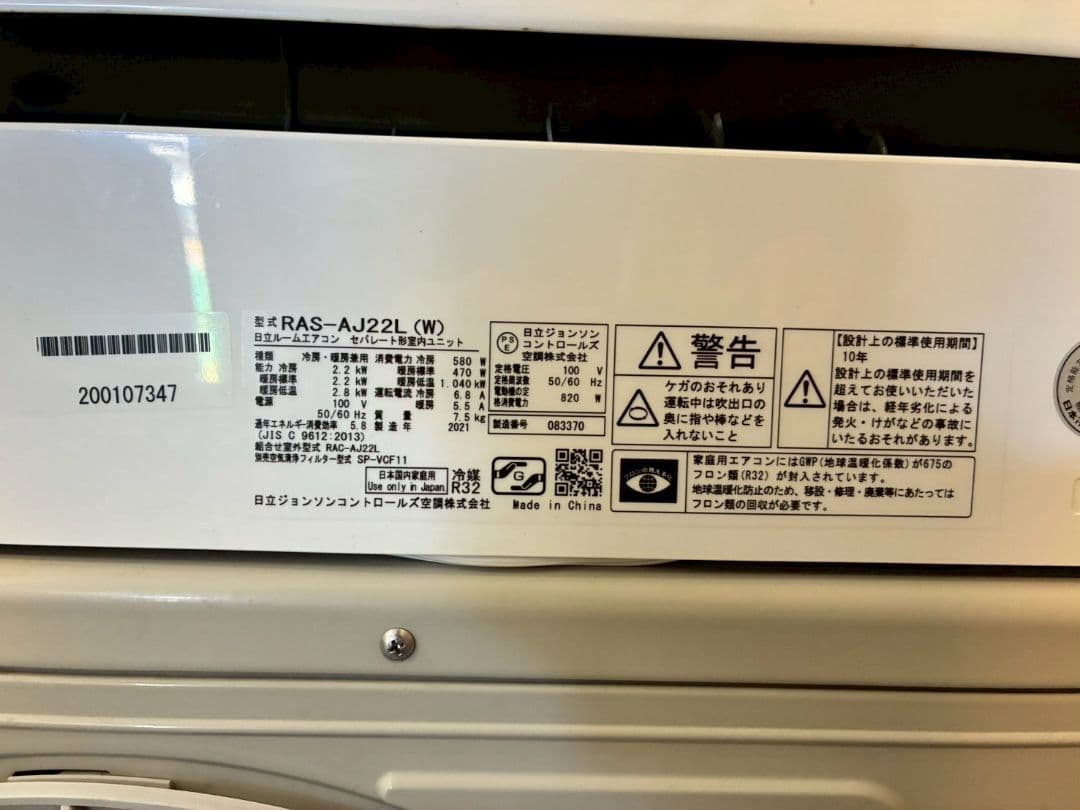 200107347
型式 RAS-AJ22L(W)
日立ルームエアコン セパレート形室内ユニット
種類 冷房・暖房兼用 消費電力 冷房 580 W
能力 冷房 2.2 kW 暖房標準 470 W
暖房標準 2.2 kW 暖房低温 1.040 kW
暖房低温 2.8 kW 運転電流 冷房 6.8 A
電源 100 V 暖房 5.5 A
50/60 Hz 質量 7.5 kg
通年エネルギー消費効率 5.8 製造年 2021
(JIS C 9612:2013)
組合せ室外型式 RAC-AJ22L
別売空気清浄フィルター型式 SP-VCF11
日本国内家庭用
Use only in Japan
冷媒
R32
日立ジョンソンコントロールズ空調株式会社 Made in China
PS
E
日立ジョンソン
コントロールズ
空調株式会社
定格電圧 100 V
定格周波数 50/60 Hz
電動機の定
格消費電力 820 W
製造番号 083370
G
警告
ケガのおそれあり
運転中は吹出口の
奥に指や棒などを
入れないこと
【設計上の標準使用期間】
10年
設計上の標準使用期間を
超えてお使いいただいた
場合は、経年劣化による
発火・けがなどの事故に
いたるおそれがあります。
フロンの見える化
家庭用エアコンにはGWP(地球温暖化係数)が675の
フロン類(R32) が封入されています。
地球温暖化防止のため、移設・修理・廃棄等にあたっては
フロン類の回収が必要です。